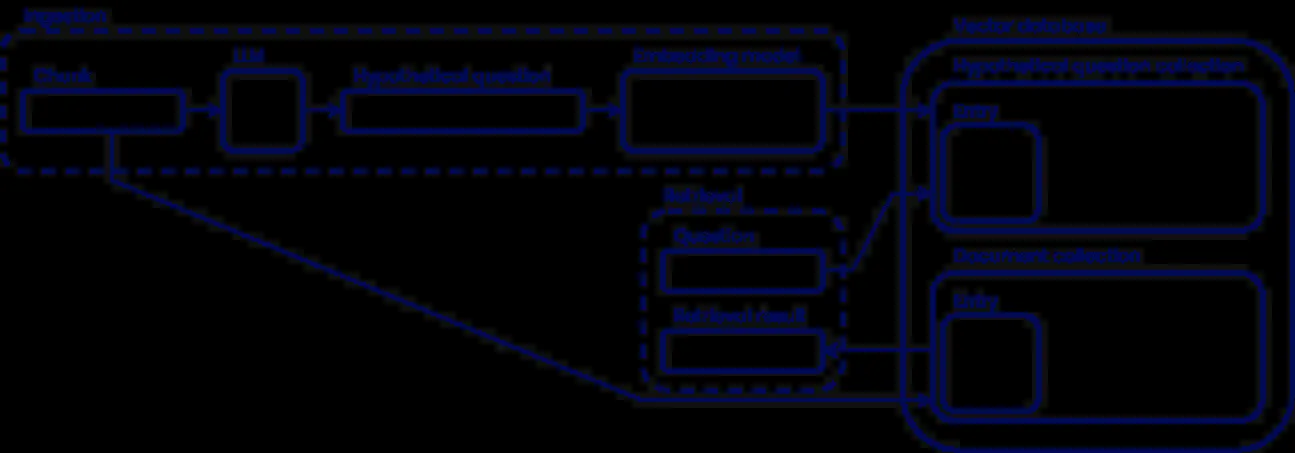 Ingestion
Chunk
LLM
Hypothetical question
Embedding model
Vector database
Hypothetical question collection
Entry
Retrieval
Question
Retrieval result
Document collection
Entry